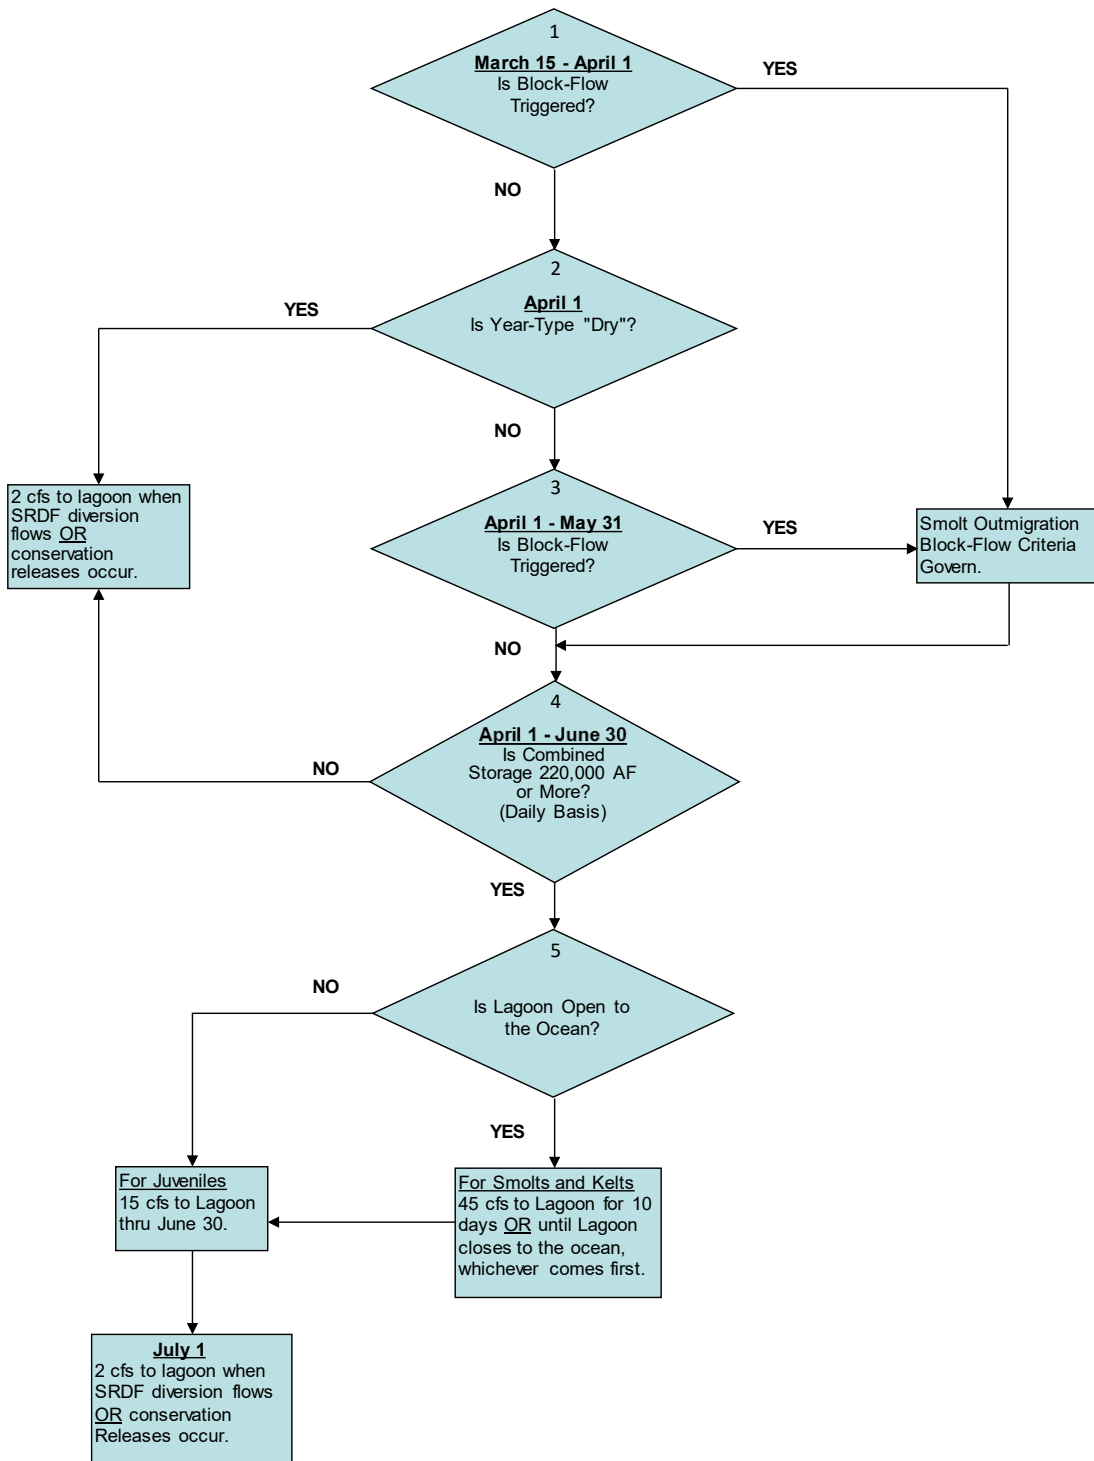 1
March 15 - April 1
Is Block-Flow
Triggered?
YES
NO
2
April 1
Is Year-Type "Dry"?
YES
NO
2 cfs to lagoon when
SRDF diversion
flows OR
conservation
releases occur.
3
April 1 - May 31
Is Block-Flow
Triggered?
YES
Smolt Outmigration
Block-Flow Criteria
Govern.
NO
4
April 1 - June 30
Is Combined
Storage 220,000 AF
or More?
(Daily Basis)
NO
YES
5
Is Lagoon Open to
the Ocean?
NO
YES
For Juveniles
15 cfs to Lagoon
thru June 30.
For Smolts and Kelts
45 cfs to Lagoon for 10
days OR until Lagoon
closes to the ocean,
whichever comes first.
July 1
2 cfs to lagoon when
SRDF diversion flows
OR conservation
Releases occur.